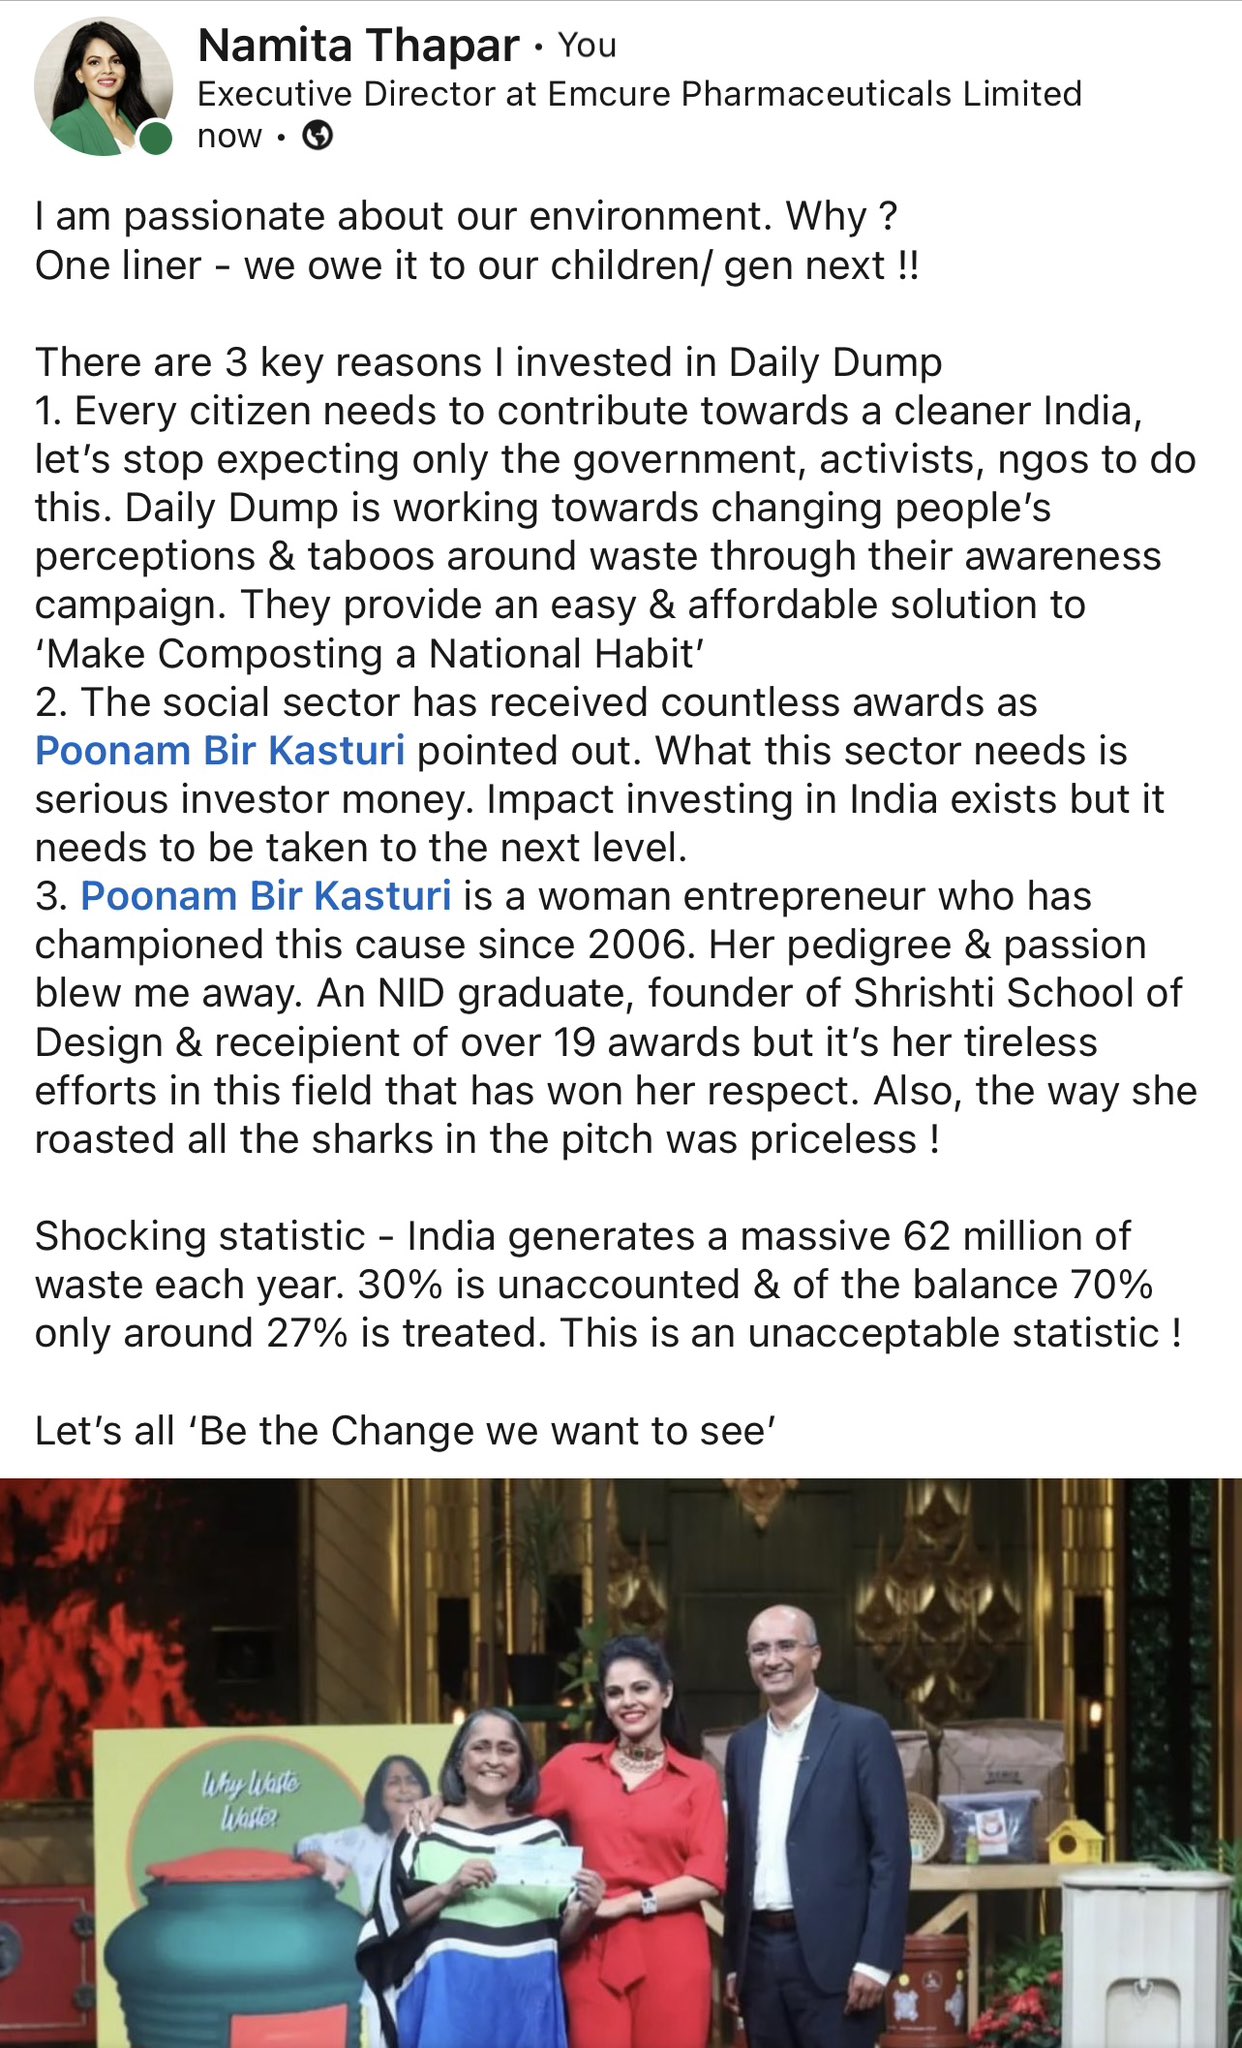 Namita Thapar • You
Executive Director at Emcure Pharmaceuticals Limited
now •
I am passionate about our environment. Why ?
One liner - we owe it to our children/ gen next !!
There are 3 key reasons I invested in Daily Dump
1. Every citizen needs to contribute towards a cleaner India,
let’s stop expecting only the government, activists, ngos to do
this. Daily Dump is working towards changing people’s
perceptions & taboos around waste through their awareness
campaign. They provide an easy & affordable solution to
‘Make Composting a National Habit’
2. The social sector has received countless awards as
Poonam Bir Kasturi pointed out. What this sector needs is
serious investor money. Impact investing in India exists but it
needs to be taken to the next level.
3. Poonam Bir Kasturi is a woman entrepreneur who has
championed this cause since 2006. Her pedigree & passion
blew me away. An NID graduate, founder of Shrishti School of
Design & receipient of over 19 awards but it’s her tireless
efforts in this field that has won her respect. Also, the way she
roasted all the sharks in the pitch was priceless !
Shocking statistic - India generates a massive 62 million of
waste each year. 30% is unaccounted & of the balance 70%
only around 27% is treated. This is an unacceptable statistic !
Let’s all ‘Be the Change we want to see’
Why Waste
Waste?